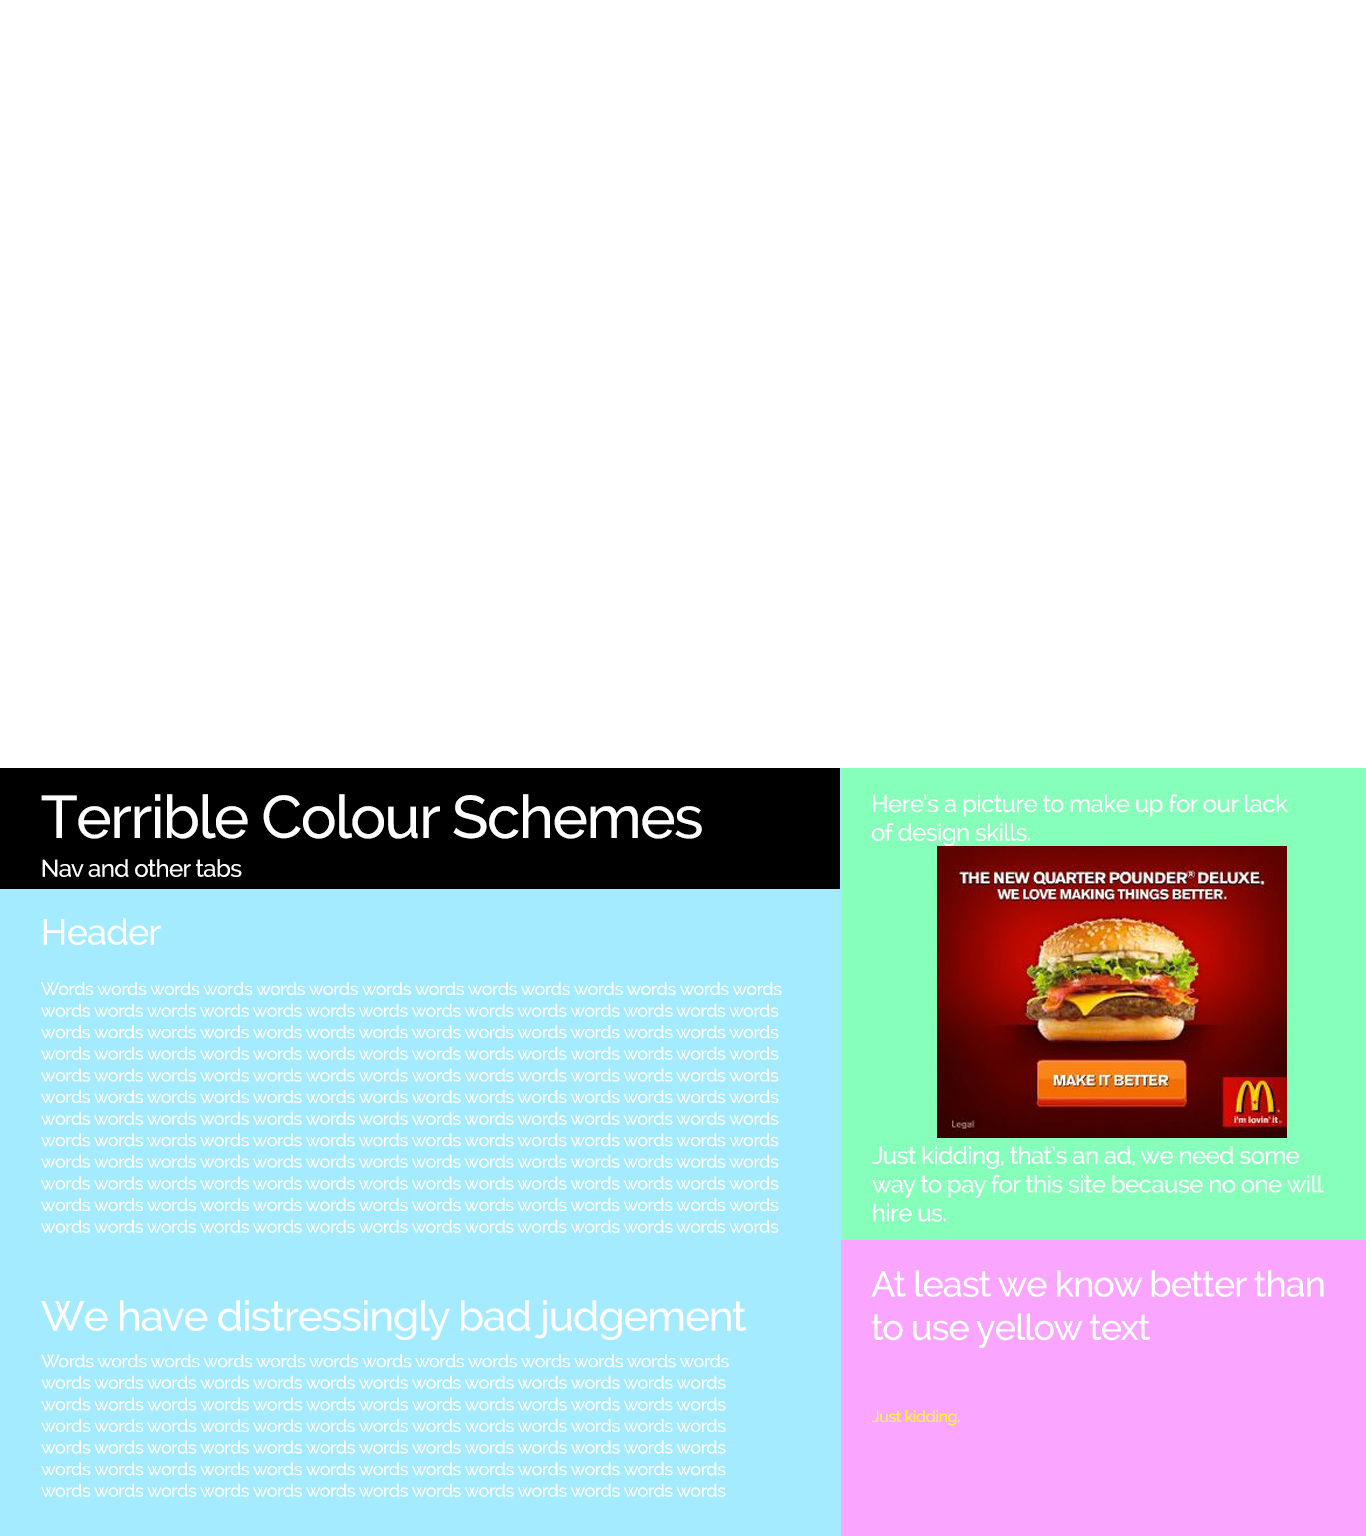 Terrible Colour Schemes
Nav and other tabs
Header
Words words words words words words words words words words words words words words
words words words words words words words words words words words words words words
words words words words words words words words words words words words words words
words words words words words words words words words words words words words words
words words words words words words words words words words words words words words
words words words words words words words words words words words words words words
words words words words words words words words words words words words words words
words words words words words words words words words words words words words words
words words words words words words words words words words words words words words
words words words words words words words words words words words words words words
words words words words words words words words words words words words words words
words words words words words words words words words words words words words words
We have distressingly bad judgement
Words words words words words words words words words words words words words
words words words words words words words words words words words words words
words words words words words words words words words words words words words
words words words words words words words words words words words words words
words words words words words words words words words words words words words
words words words words words words words words words words words words words
words words words words words words words words words words words words words
Here's a picture to make up for our lack
of design skills.
THE NEW QUARTER POUNDER® DELUXE.
WE LOVE MAKING THINGS BETTER.
MAKE IT BETTER
i'm lovin' it.
Legal
Just kidding, that's an ad, we need some
way to pay for this site because no one will
hire us.
At least we know better than
to use yellow text
Just kidding.